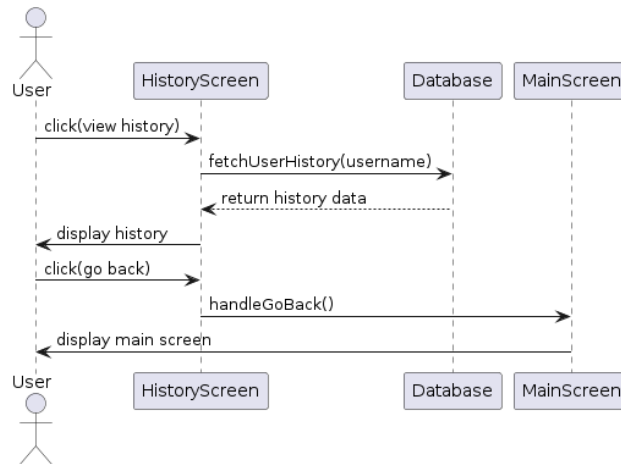 User
HistoryScreen
Database
MainScreen
click(view history)
fetchUserHistory(username)
return history data
display history
click(go back)
handleGoBack()
display main screen
User
HistoryScreen
Database
MainScreen